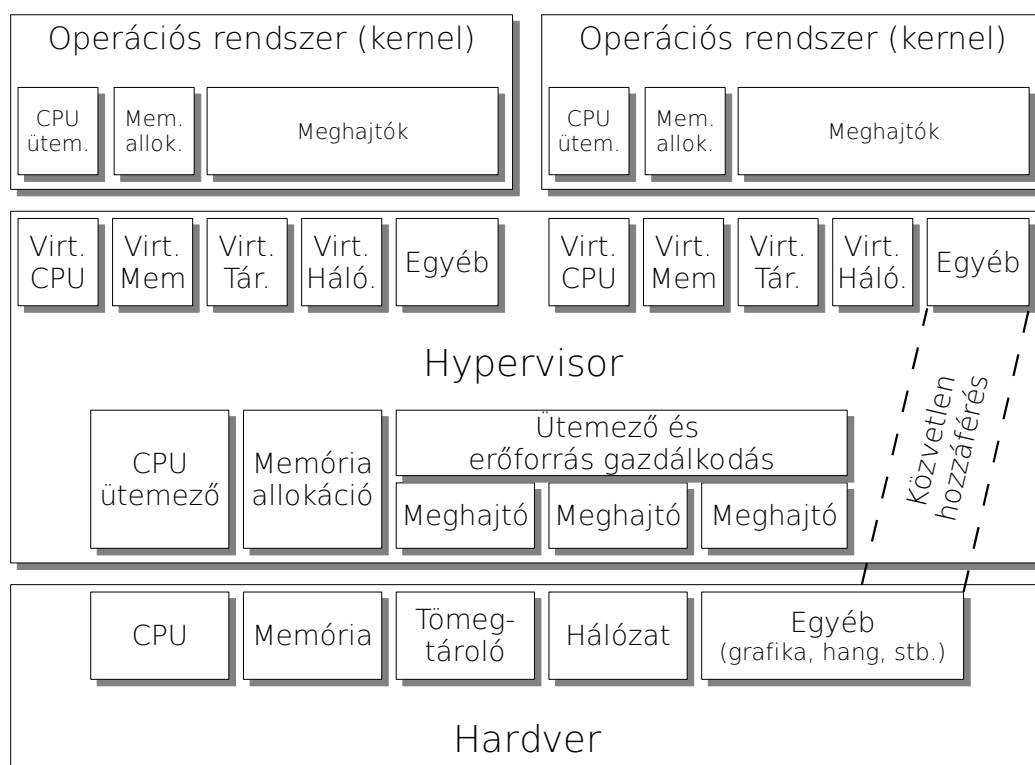 Operációs rendszer (kernel)
CPU
ütem.
Mem.
allok.
Meghajtók
Operációs rendszer (kernel)
CPU
ütem.
Mem.
allok.
Meghajtók
Virt.
CPU
Virt.
Mem
Virt.
Tár.
Virt.
Háló.
Egyéb
Virt.
CPU
Virt.
Mem
Virt.
Tár.
Virt.
Háló.
Egyéb
Hypervisor
Közvetlen
hozzáférés
CPU
ütemező
Memória
allokáció
Ütemező és
erőforrás gazdálkodás
Meghajtó
Meghajtó
Meghajtó
CPU
Memória
Tömeg-
tároló
Hálózat
Egyéb
(grafika, hang, stb.)
Hardver